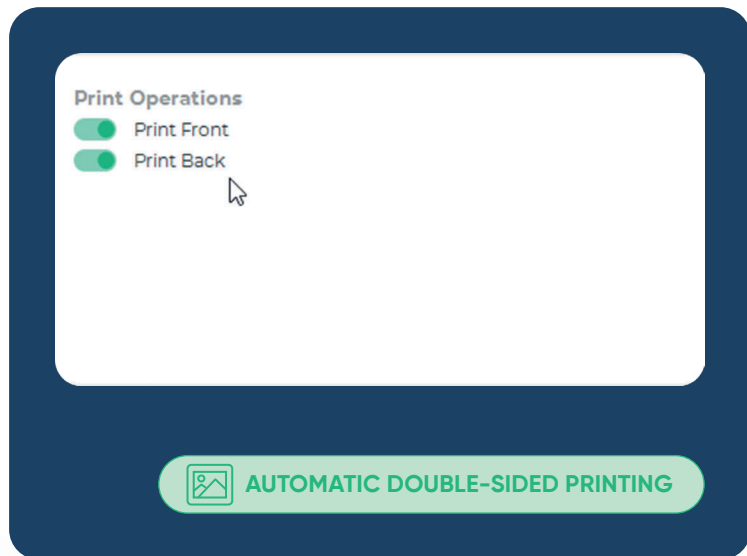 Print Operations
Print Front
Print Back
AUTOMATIC DOUBLE-SIDED PRINTING